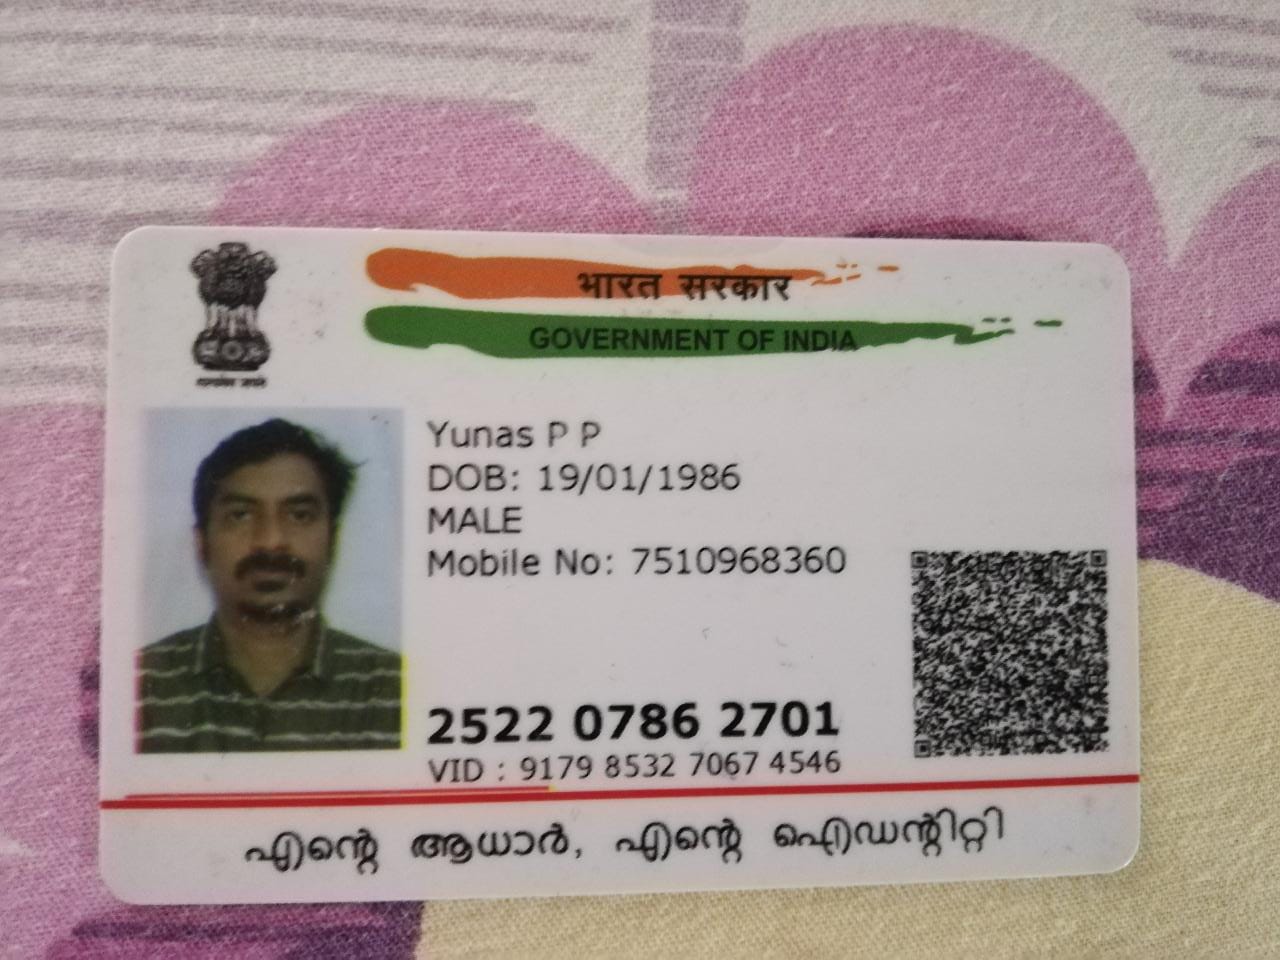 भारत सरकार
GOVERNMENT OF INDIA
Yunas P P
DOB: 19/01/1986
MALE
Mobile No: 7510968360
2522 0786 2701
VID : 9179 8532 7067 4546
എന്റെ ആധാർ, എന്റെ ഐഡന്റിറ്റി